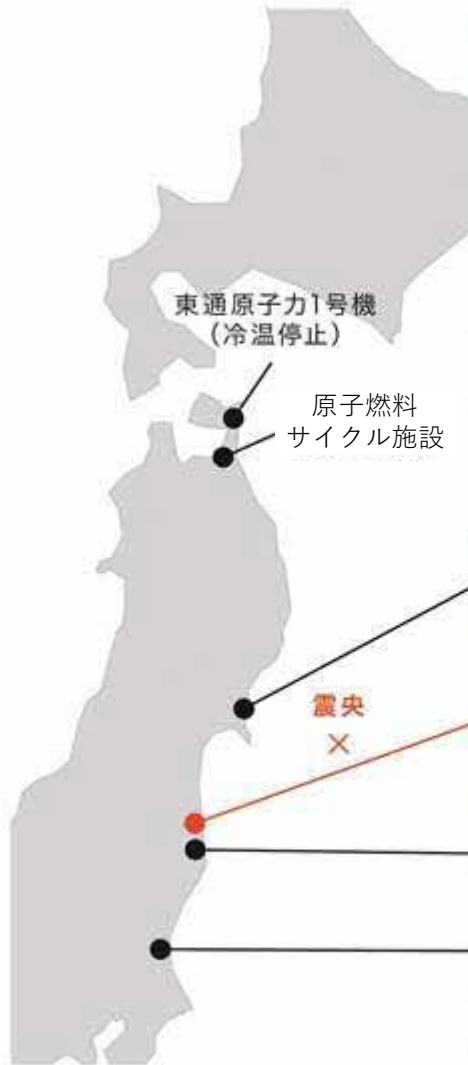 東通原子力1号機
（冷温停止）
原子燃料
サイクル施設
震央